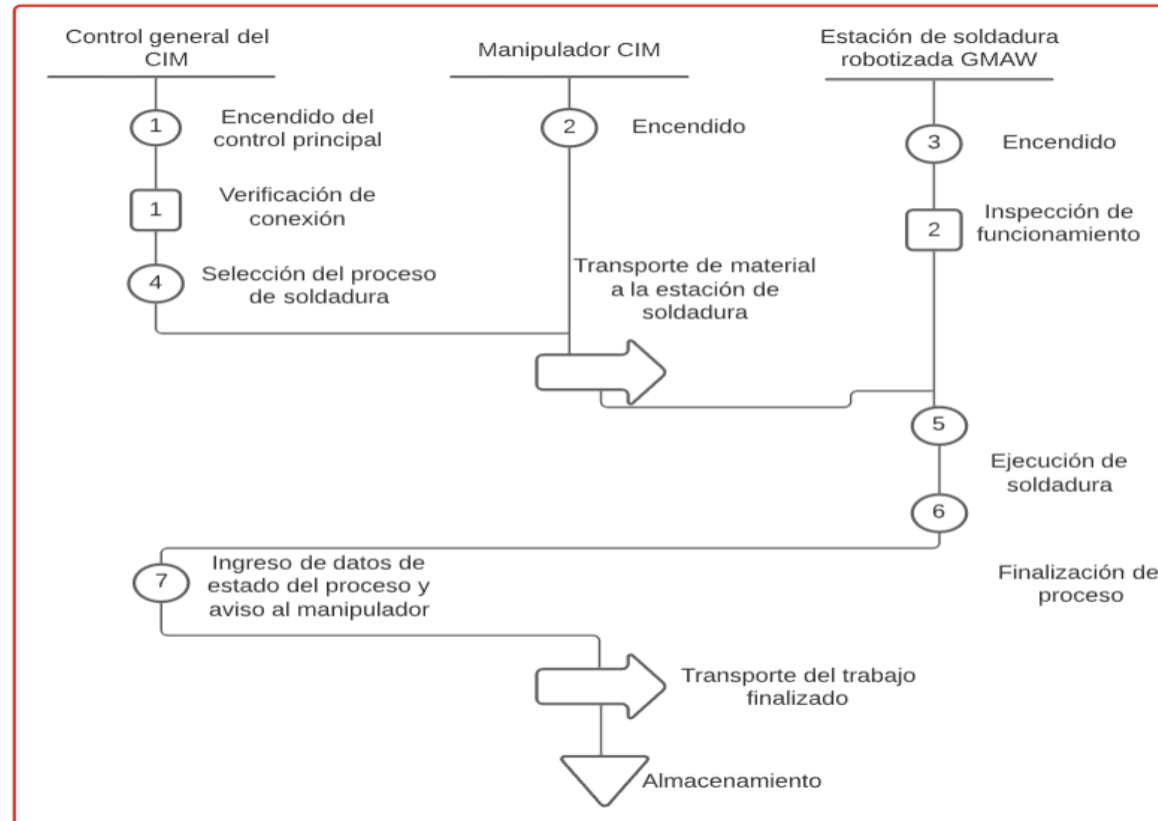 Control general del
CIM
Manipulador CIM
Estación de soldadura
robotizada GMAW
1
Encendido del
control principal
2
Encendido
3
Encendido
1
Verificación de
conexión
2
Inspección de
funcionamiento
4
Selección del proceso
de soldadura
Transporte de material
a la estación de
soldadura
5
Ejecución de
soldadura
6
7
Ingreso de datos de
estado del proceso y
aviso al manipulador
Finalización de
proceso
Transporte del trabajo
finalizado
Almacenamiento